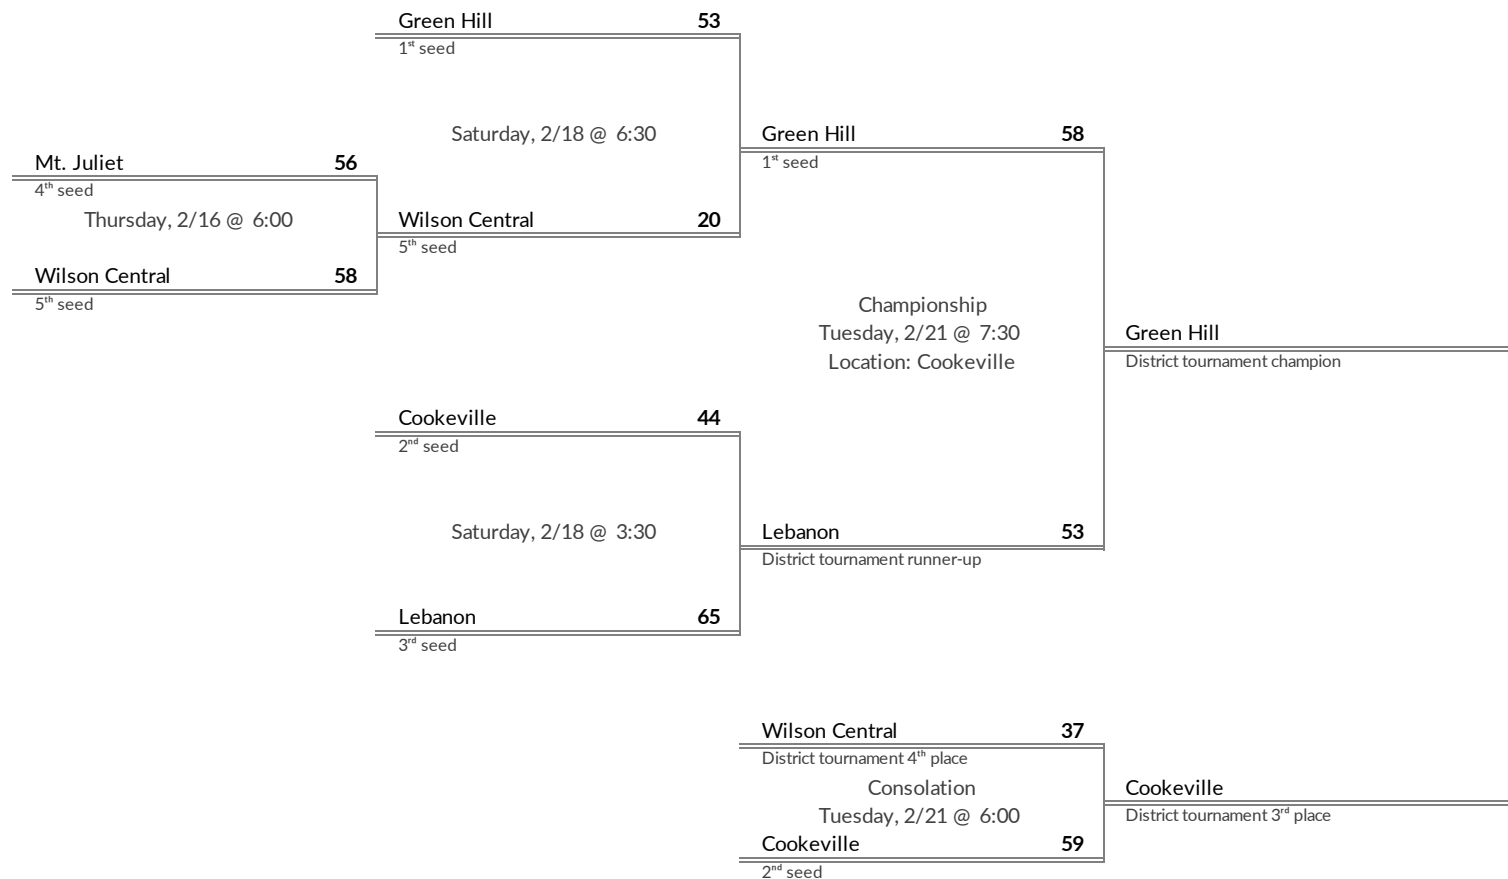 Green Hill 53
1st seed
Saturday, 2/18 @ 6:30
Green Hill 58
1st seed
Mt. Juliet 56
4th seed
Thursday, 2/16 @ 6:00
Wilson Central 20
5th seed
Wilson Central 58
5th seed
Championship
Tuesday, 2/21 @ 7:30
Location: Cookeville
Green Hill
District tournament champion
Cookeville 44
2nd seed
Saturday, 2/18 @ 3:30
Lebanon 53
District tournament runner-up
Lebanon 65
3rd seed
Wilson Central 37
District tournament 4th place
Consolation
Tuesday, 2/21 @ 6:00
Cookeville
District tournament 3rd place
Cookeville 59
2nd seed